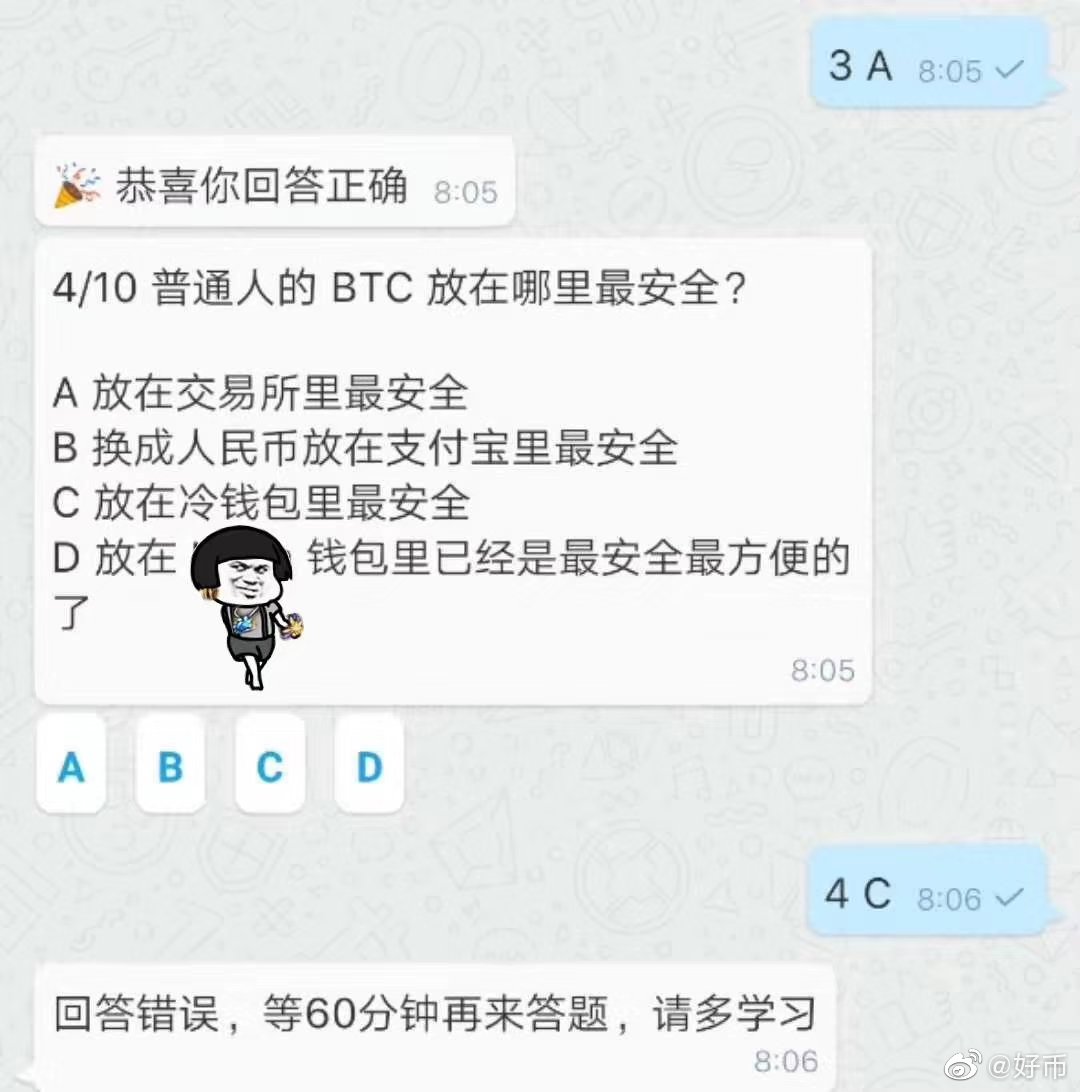 3 A 8:05
恭喜你回答正确 8:05
4/10 普通人的 BTC 放在哪里最安全？
A 放在交易所里最安全
B 换成人民币放在支付宝里最安全
C 放在冷钱包里最安全
D 放在 钱包里已经是最安全最方便的
了
8:05
A B C D
4 C 8:06
回答错误，等60分钟再来答题，请多学习
8:06
@好币